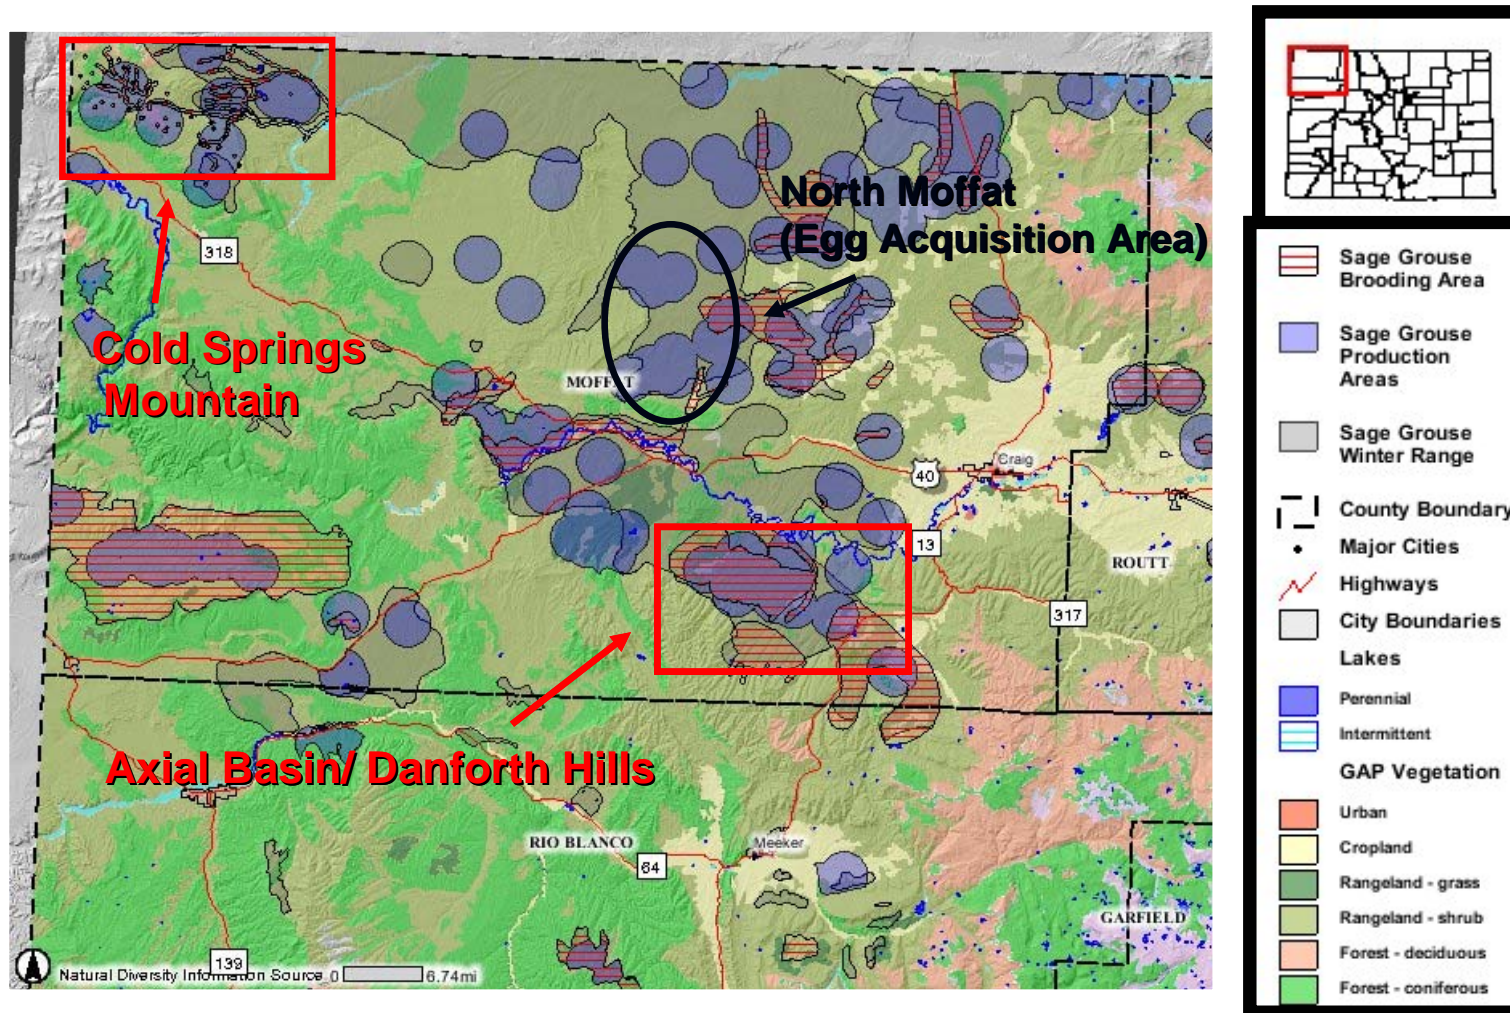 North Moffat
(Egg Acquisition Area)
318
Cold Springs
Mountain
MOFFAT
40
Craig
13
ROUTT
317
Axial Basin/ Danforth Hills
RIO BLANCO
64
Meeker
GARFIELD
139
Natural Diversity Information Source 0 6.74mi
Sage Grouse
Brooding Area
Sage Grouse
Production
Areas
Sage Grouse
Winter Range
County Boundary
Major Cities
Highways
City Boundaries
Lakes
Perennial
Intermittent
GAP Vegetation
Urban
Cropland
Rangeland - grass
Rangeland - shrub
Forest - deciduous
Forest - coniferous